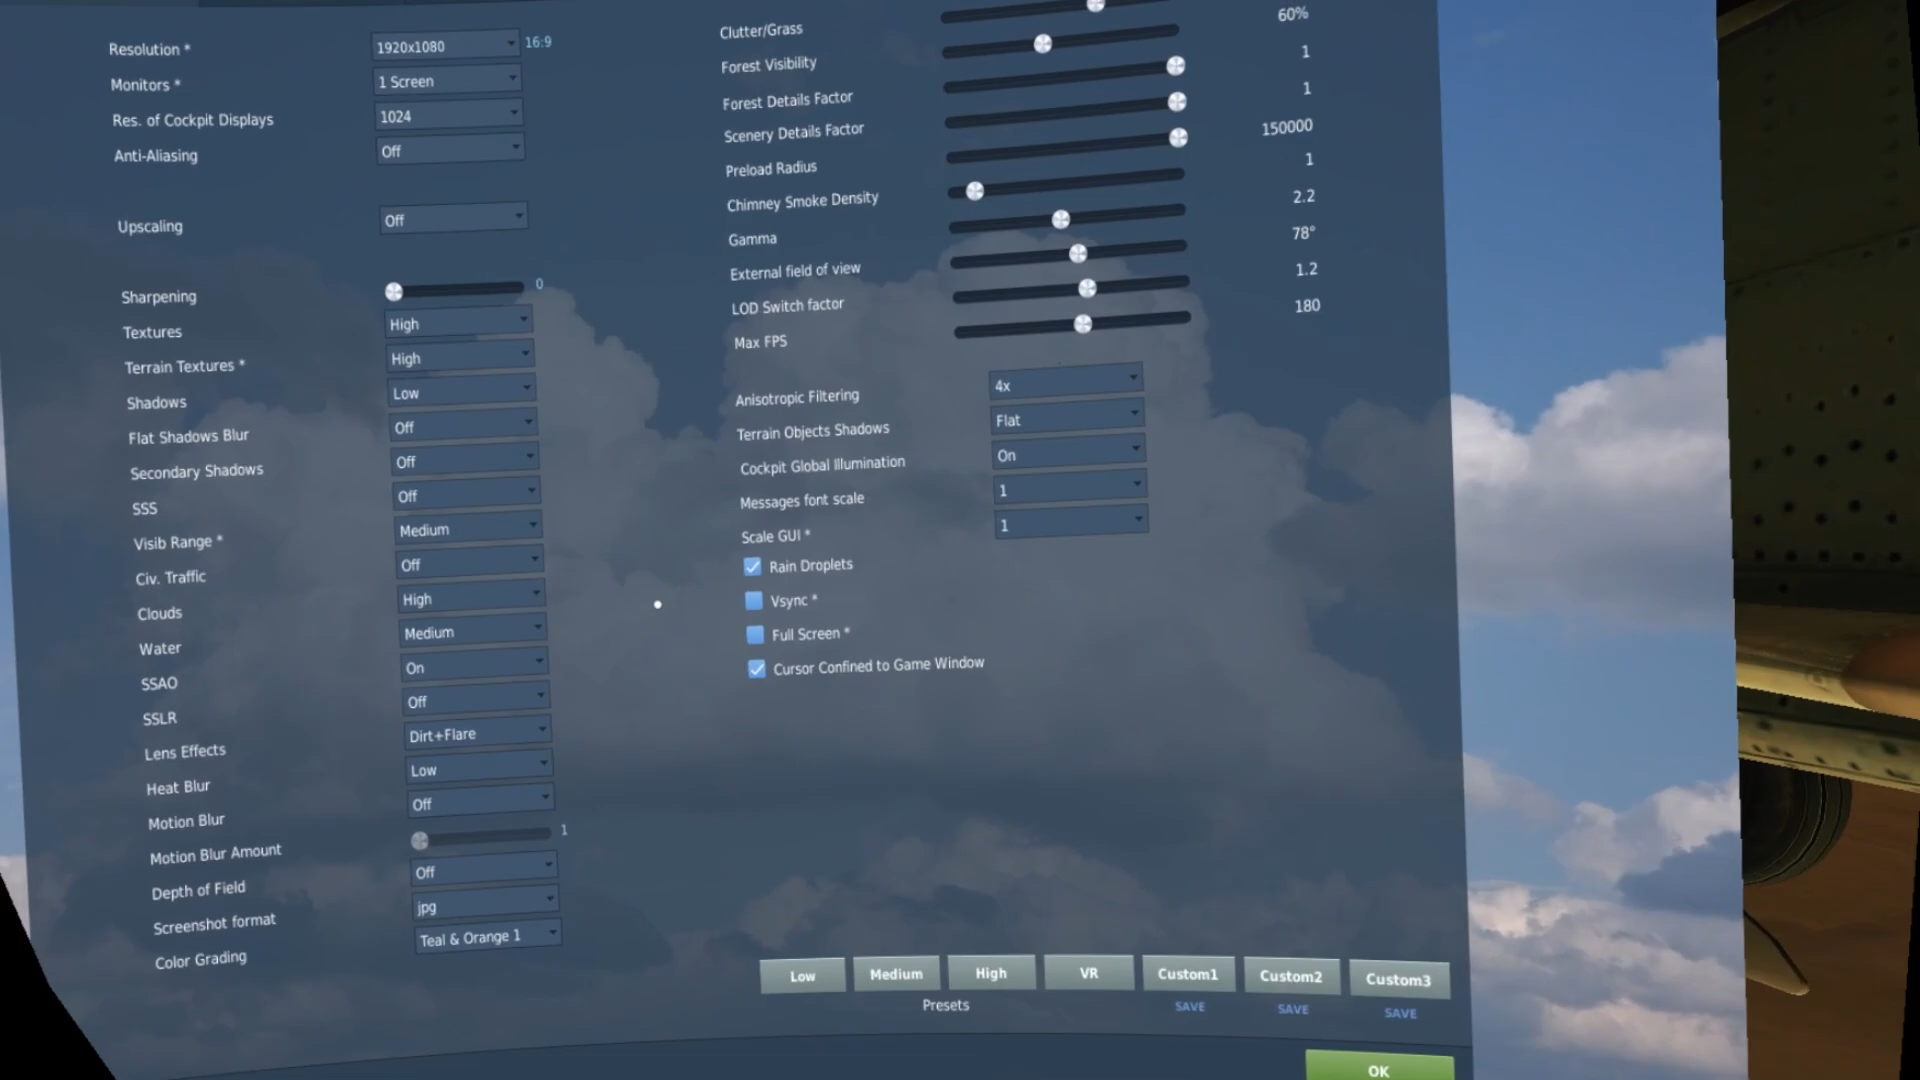 Resolution * 1920x1080 16:9
Monitors * 1 Screen
Res. of Cockpit Displays 1024
Anti-Aliasing Off
Upscaling Off
Sharpening 0
Textures High
Terrain Textures * High
Shadows Low
Flat Shadows Blur Off
Secondary Shadows Off
SSS Off
Visib Range * Medium
Civ. Traffic Off
Clouds High
Water Medium
SSAO On
SSLR Off
Lens Effects Dirt+Flare
Heat Blur Low
Motion Blur Off
Motion Blur Amount 1
Depth of Field Off
Screenshot format jpg
Color Grading Teal & Orange 1
Clutter/Grass
Forest Visibility 60%
Forest Details Factor 1
Scenery Details Factor 1
Preload Radius 150000
Chimney Smoke Density 1
Gamma 2.2
External field of view 78°
LOD Switch factor 1.2
Max FPS 180
Anisotropic Filtering 4x
Terrain Objects Shadows Flat
Cockpit Global Illumination On
Messages font scale 1
Scale GUI * 1
Rain Droplets
Vsync *
Full Screen *
Cursor Confined to Game Window
Low Medium High VR Custom1 Custom2 Custom3
Presets SAVE SAVE SAVE
OK